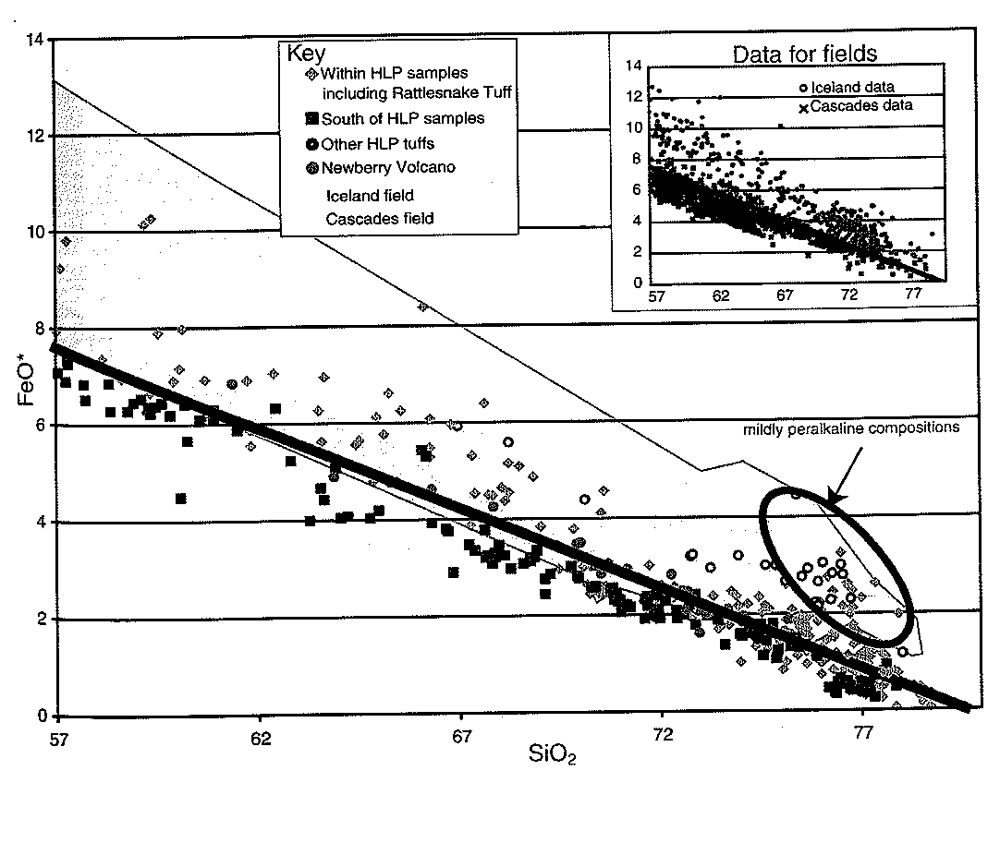 14
12
10
8
6
4
2
0
FeO*
57
62
67
72
77
SiO₂
Key
Within HLP samples
including Rattlesnake Tuff
South of HLP samples
Other HLP tuffs
Newberry Volcano
Iceland field
Cascades field
Data for fields
14
12
10
8
6
4
2
0
Iceland data
Cascades data
57
62
67
72
77
mildly peralkaline compositions